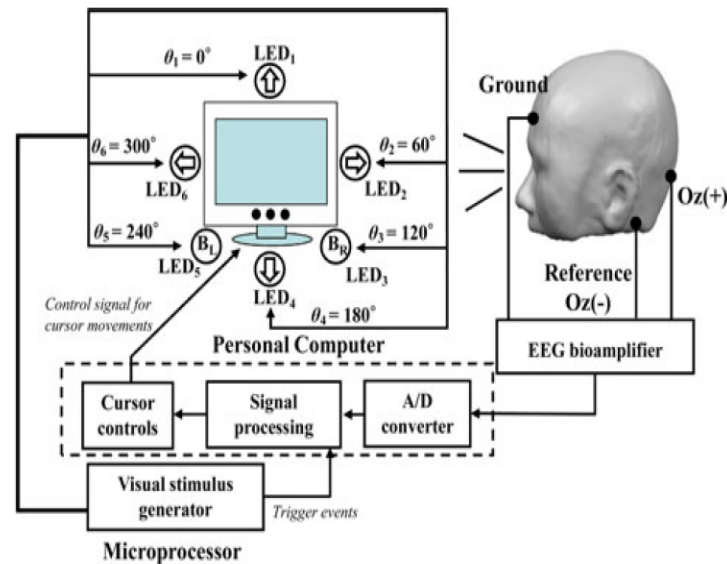 θ₁ = 0°
LED₁
Ground
θ₆ = 300°
θ₂ = 60°
LED₆
LED₂
Oz(+)
θ₅ = 240°
B_L
B_R
θ₃ = 120°
LED₅
LED₃
Reference
Oz(-)
Control signal for
cursor movements
LED₄
θ₄ = 180°
Personal Computer
EEG bioamplifier
Cursor
controls
Signal
processing
A/D
converter
Visual stimulus
generator
Trigger events
Microprocessor